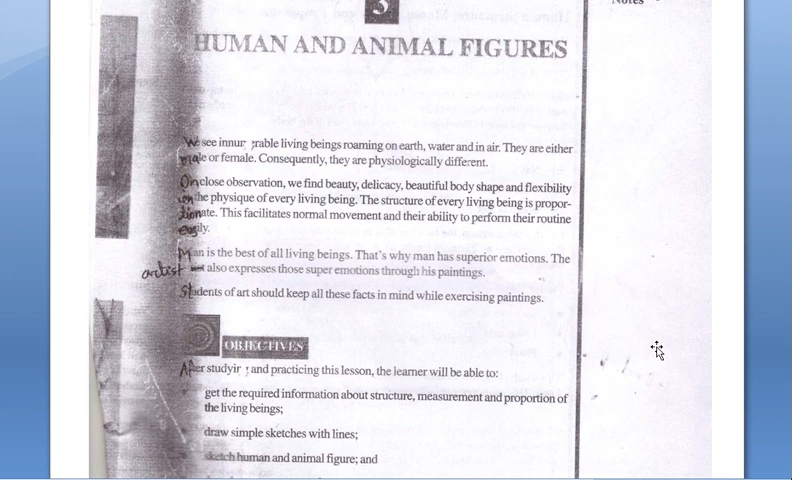 3
Notes
HUMAN AND ANIMAL FIGURES
We see innumerable living beings roaming on earth, water and in air. They are either
male or female. Consequently, they are physiologically different.
On close observation, we find beauty, delicacy, beautiful body shape and flexibility
in the physique of every living being. The structure of every living being is propor-
tionate. This facilitates normal movement and their ability to perform their routine
easily.
Man is the best of all living beings. That's why man has superior emotions. The
artist also expresses those super emotions through his paintings.
Students of art should keep all these facts in mind while exercising paintings.
OBJECTIVES
After studying and practicing this lesson, the learner will be able to:
get the required information about structure, measurement and proportion of
the living beings;
draw simple sketches with lines;
sketch human and animal figure; and